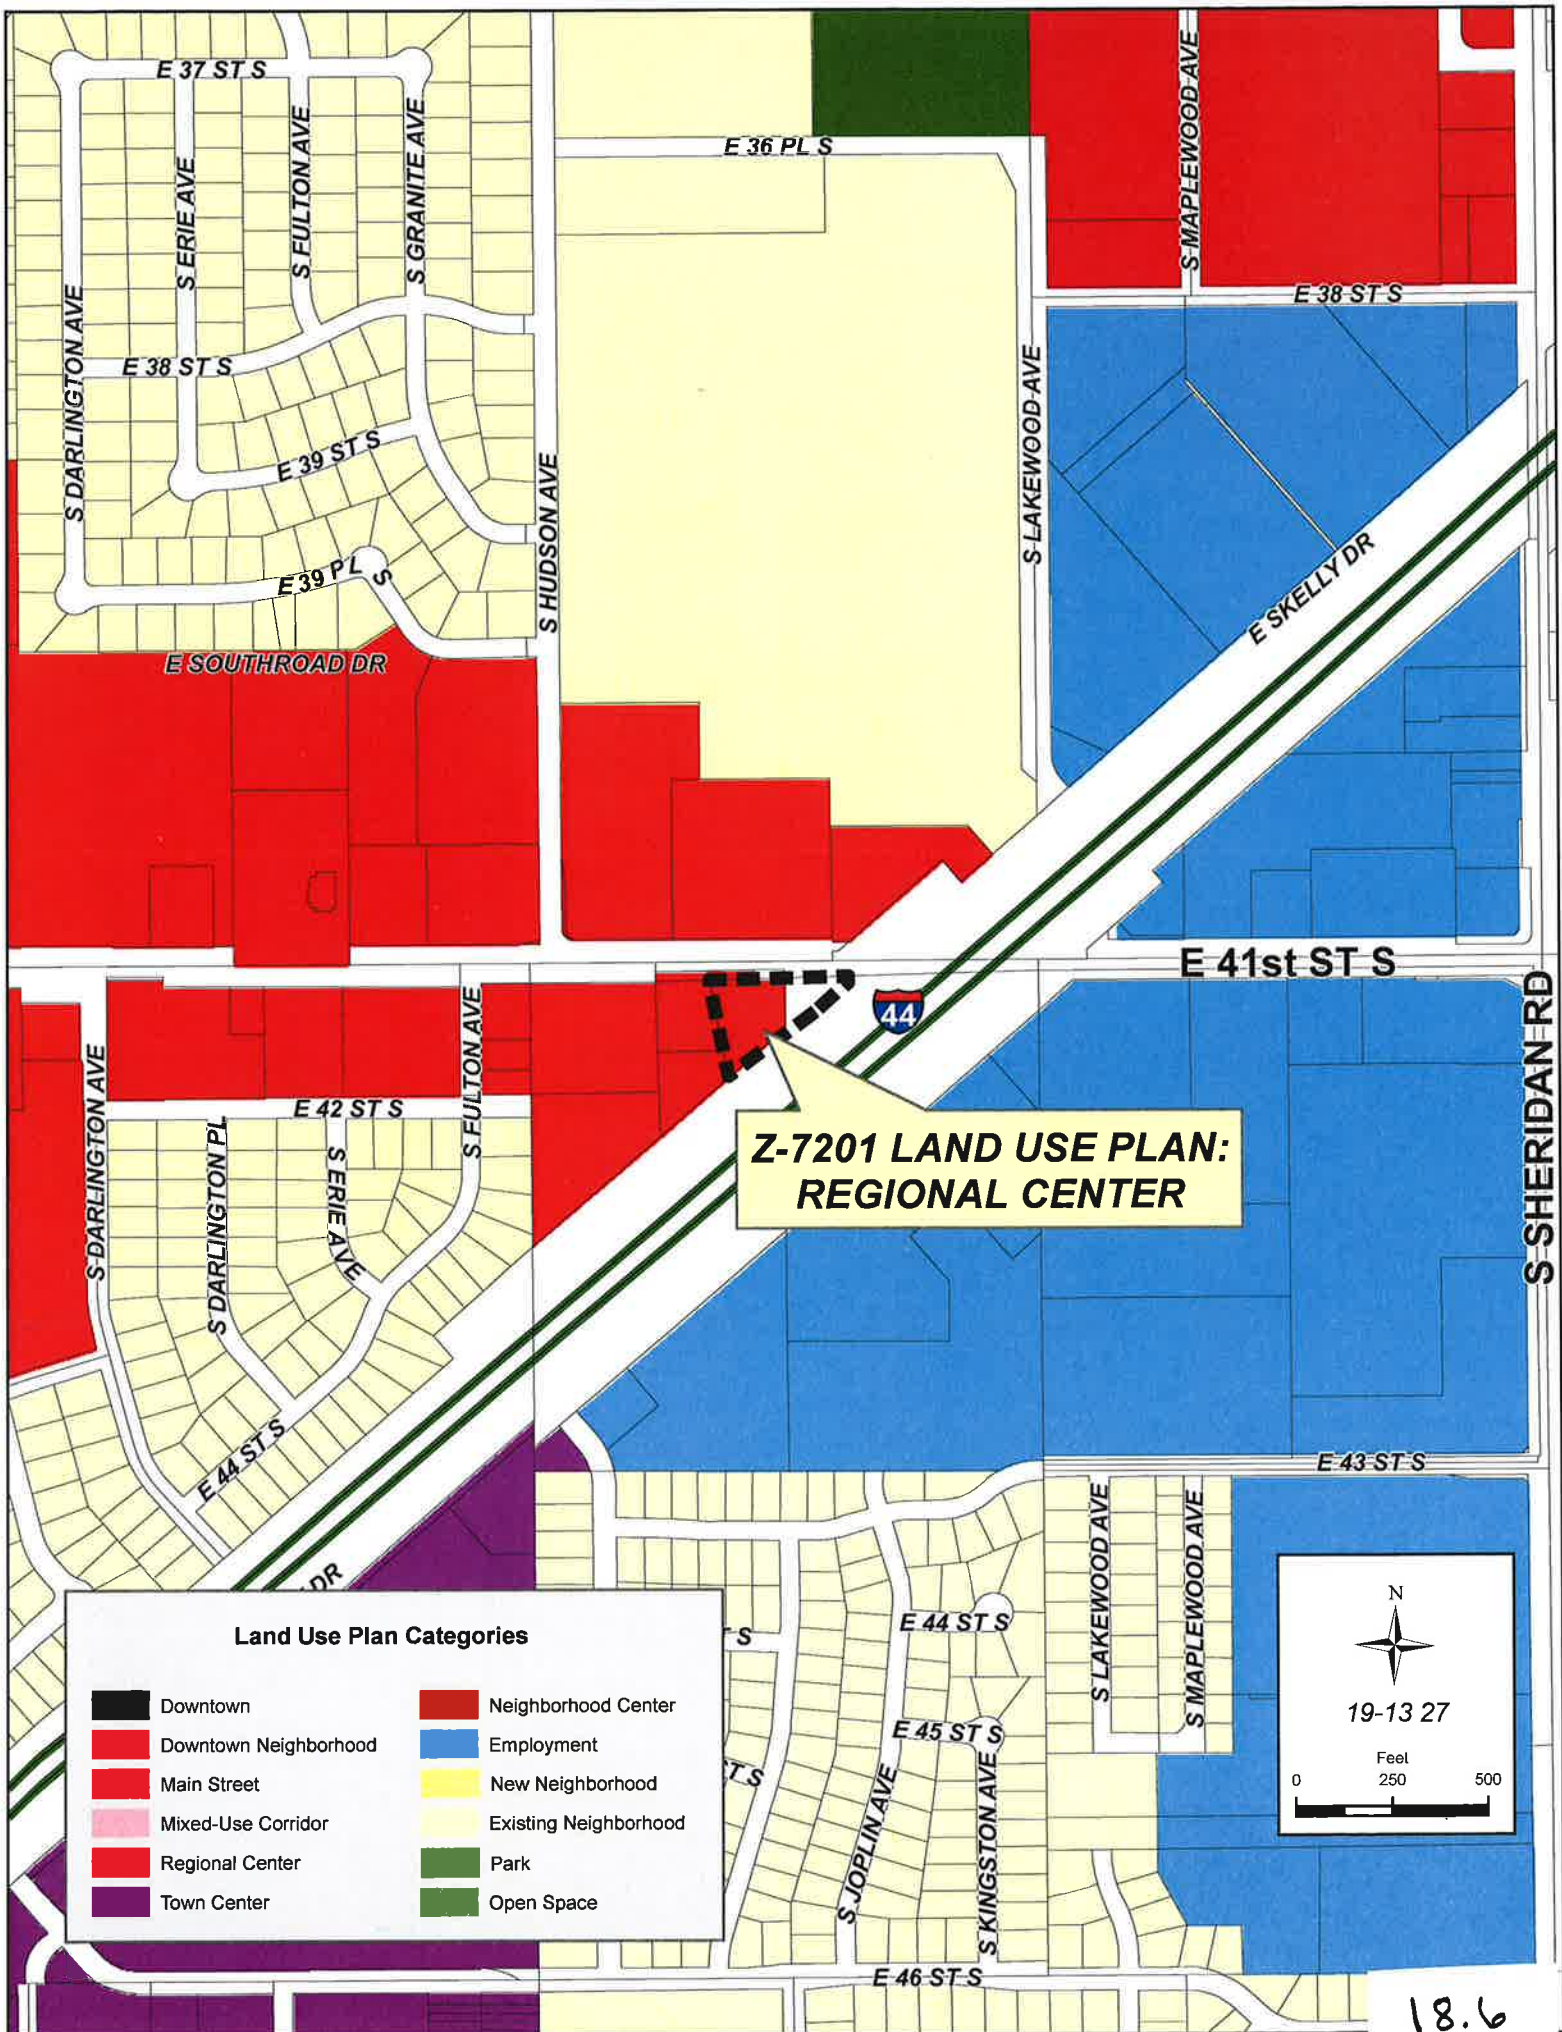 E 37 ST S
S ERIE AVE
S FULTON AVE
S GRANITE AVE
S DARLINGTON AVE
E 38 ST S
E 39 ST S
E 39 PL S
E SOUTHROAD DR
S HUDSON AVE
E 36 PL S
S MAPLEWOOD AVE
E 38 ST S
S LAKEWOOD AVE
E SKELLY DR
E 41st ST S
44
S SHERIDAN RD
Z-7201 LAND USE PLAN:
REGIONAL CENTER
S DARLINGTON AVE
E 42 ST S
S FULTON AVE
S DARLINGTON PL
S ERIE AVE
E 44 ST S
DR
E 43 ST S
S LAKEWOOD AVE
S MAPLEWOOD AVE
S
E 44 ST S
E 45 ST S
ST S
S JOPLIN AVE
S KINGSTON AVE
E 46 ST S
Land Use Plan Categories
Downtown
Downtown Neighborhood
Main Street
Mixed-Use Corridor
Regional Center
Town Center
Neighborhood Center
Employment
New Neighborhood
Existing Neighborhood
Park
Open Space
N
19-13 27
Feet
0 250 500
18.6